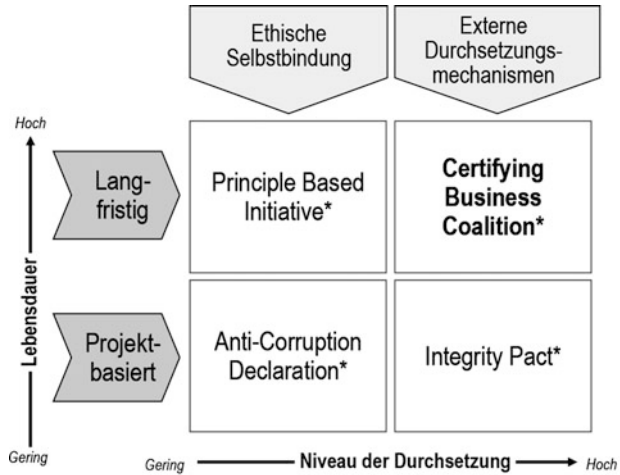 Ethische
Selbstbindung
Externe
Durchsetzungs-
mechanismen
Hoch
Lang-
fristig
Principle Based
Initiative*
Certifying
Business
Coalition*
Lebensdauer
Projekt-
basiert
Anti-Corruption
Declaration*
Integrity Pact*
Gering
Gering
Niveau der Durchsetzung
Hoch